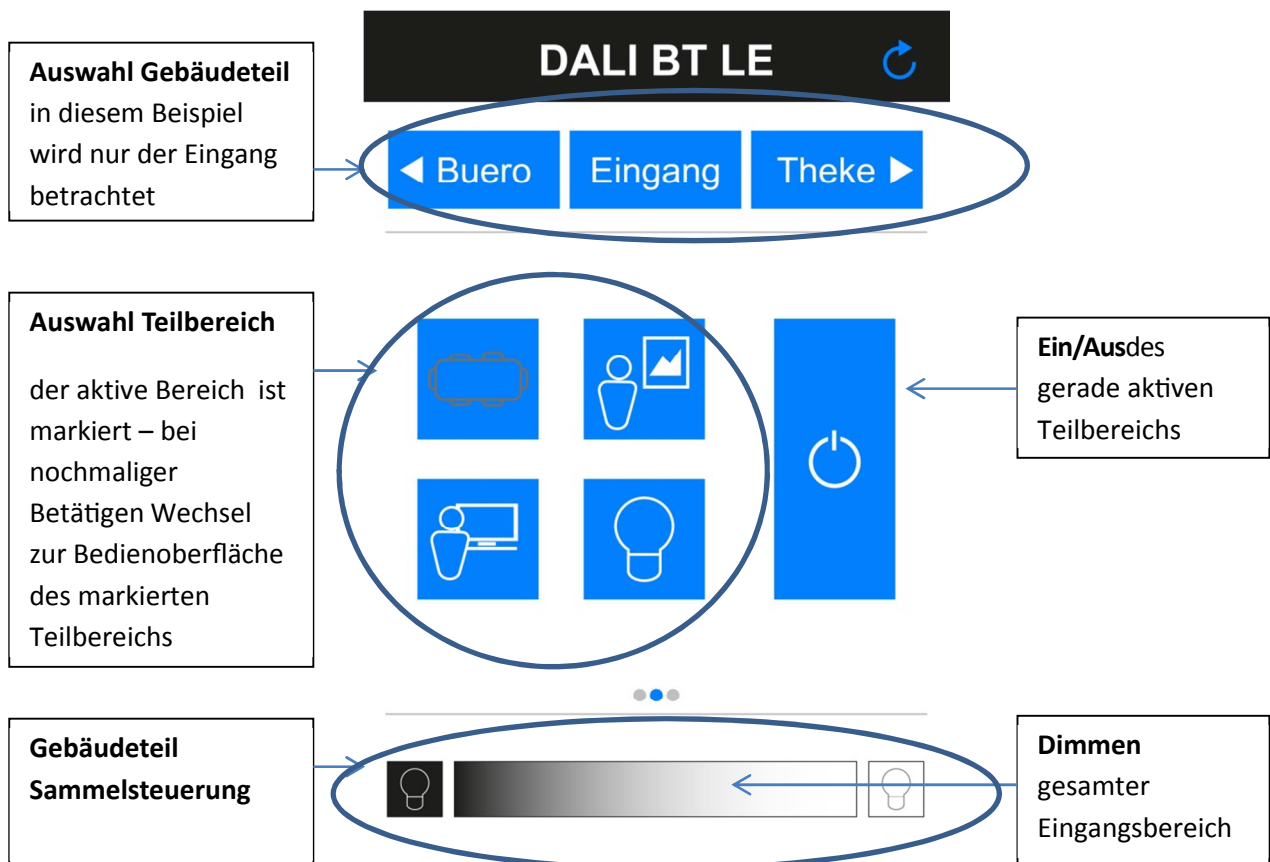 DALI BT LE
Auswahl Gebäudeteil
in diesem Beispiel
wird nur der Eingang
betrachtet
◀ Buero
Eingang
Theke ▶
Auswahl Teilbereich
der aktive Bereich ist
markiert – bei
nochmaliger
Betätigen Wechsel
zur Bedienoberfläche
des markierten
Teilbereichs
Ein/Ausdes
gerade aktiven
Teilbereichs
Gebäudeteil
Sammelsteuerung
Dimmen
gesamter
Eingangsbereich